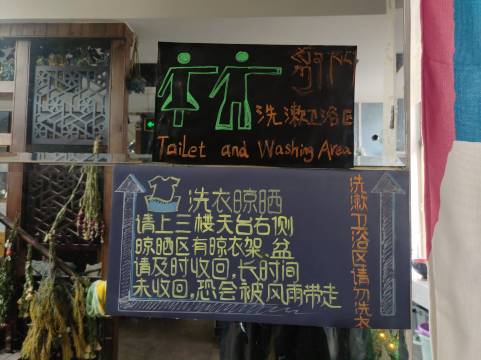 洗漱卫浴区
Toilet and Washing Area
洗衣晾晒
请上三楼天台右侧
晾晒区有晾衣架、盆
请及时收回,长时间
未收回,恐会被风雨带走
洗漱卫浴区请勿洗衣